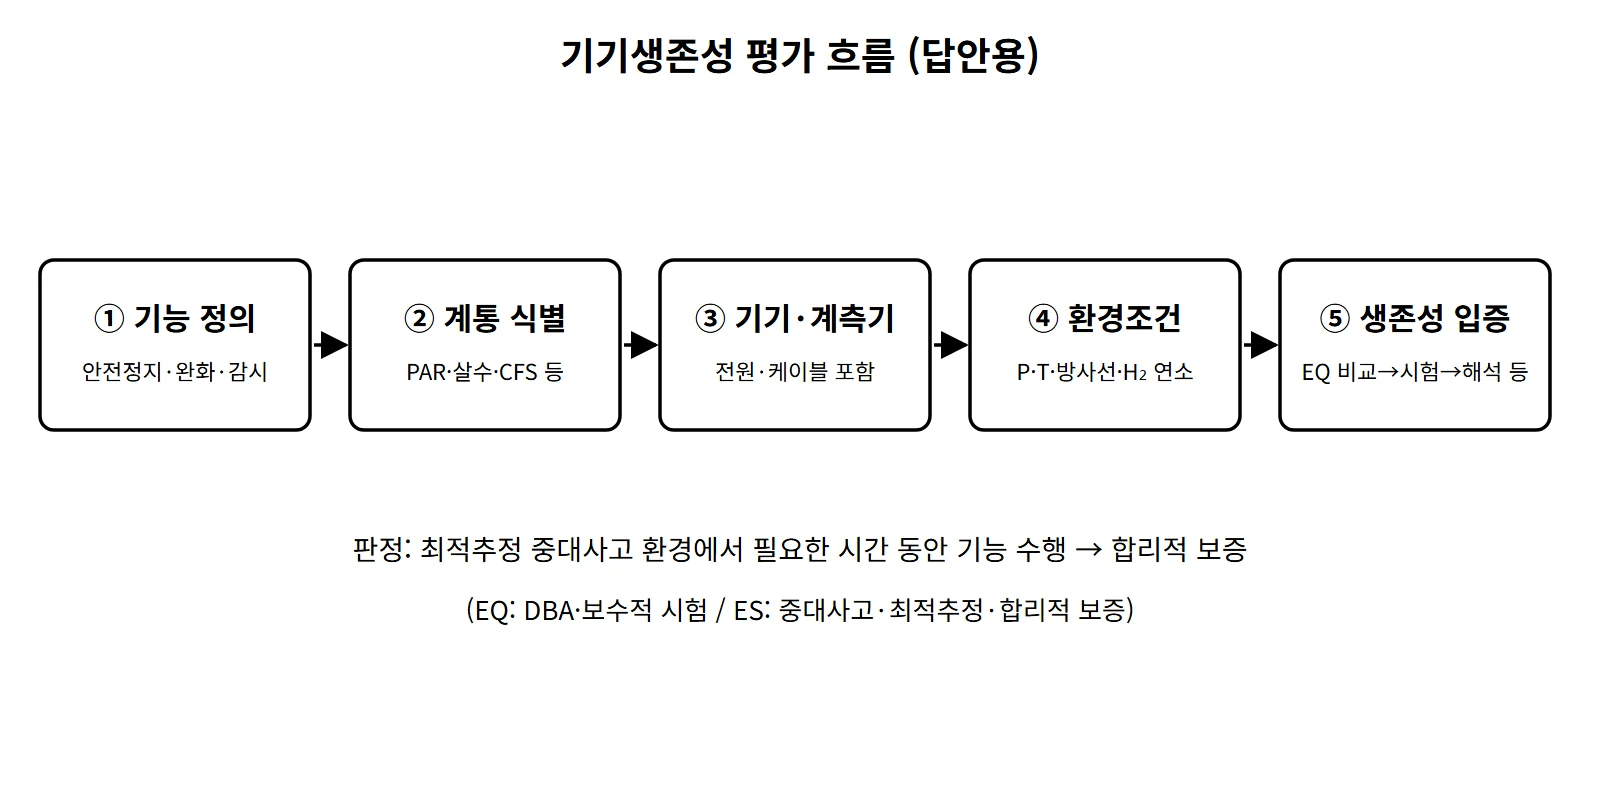 기기생존성 평가 흐름 (답안용)
① 기능 정의
안전정지·완화·감시
② 계통 식별
PAR·살수·CFS 등
③ 기기·계측기
전원·케이블 포함
④ 환경조건
P·T·방사선·H₂ 연소
⑤ 생존성 입증
EQ 비교→시험→해석 등
판정: 최적추정 중대사고 환경에서 필요한 시간 동안 기능 수행 → 합리적 보증
(EQ: DBA·보수적 시험 / ES: 중대사고·최적추정·합리적 보증)